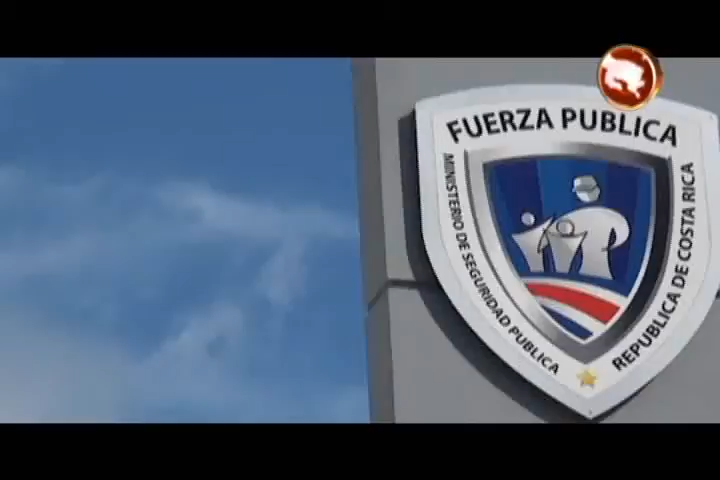 FUERZA PUBLICA
MINISTERIO DE SEGURIDAD PUBLICA
REPUBLICA DE COSTA RICA